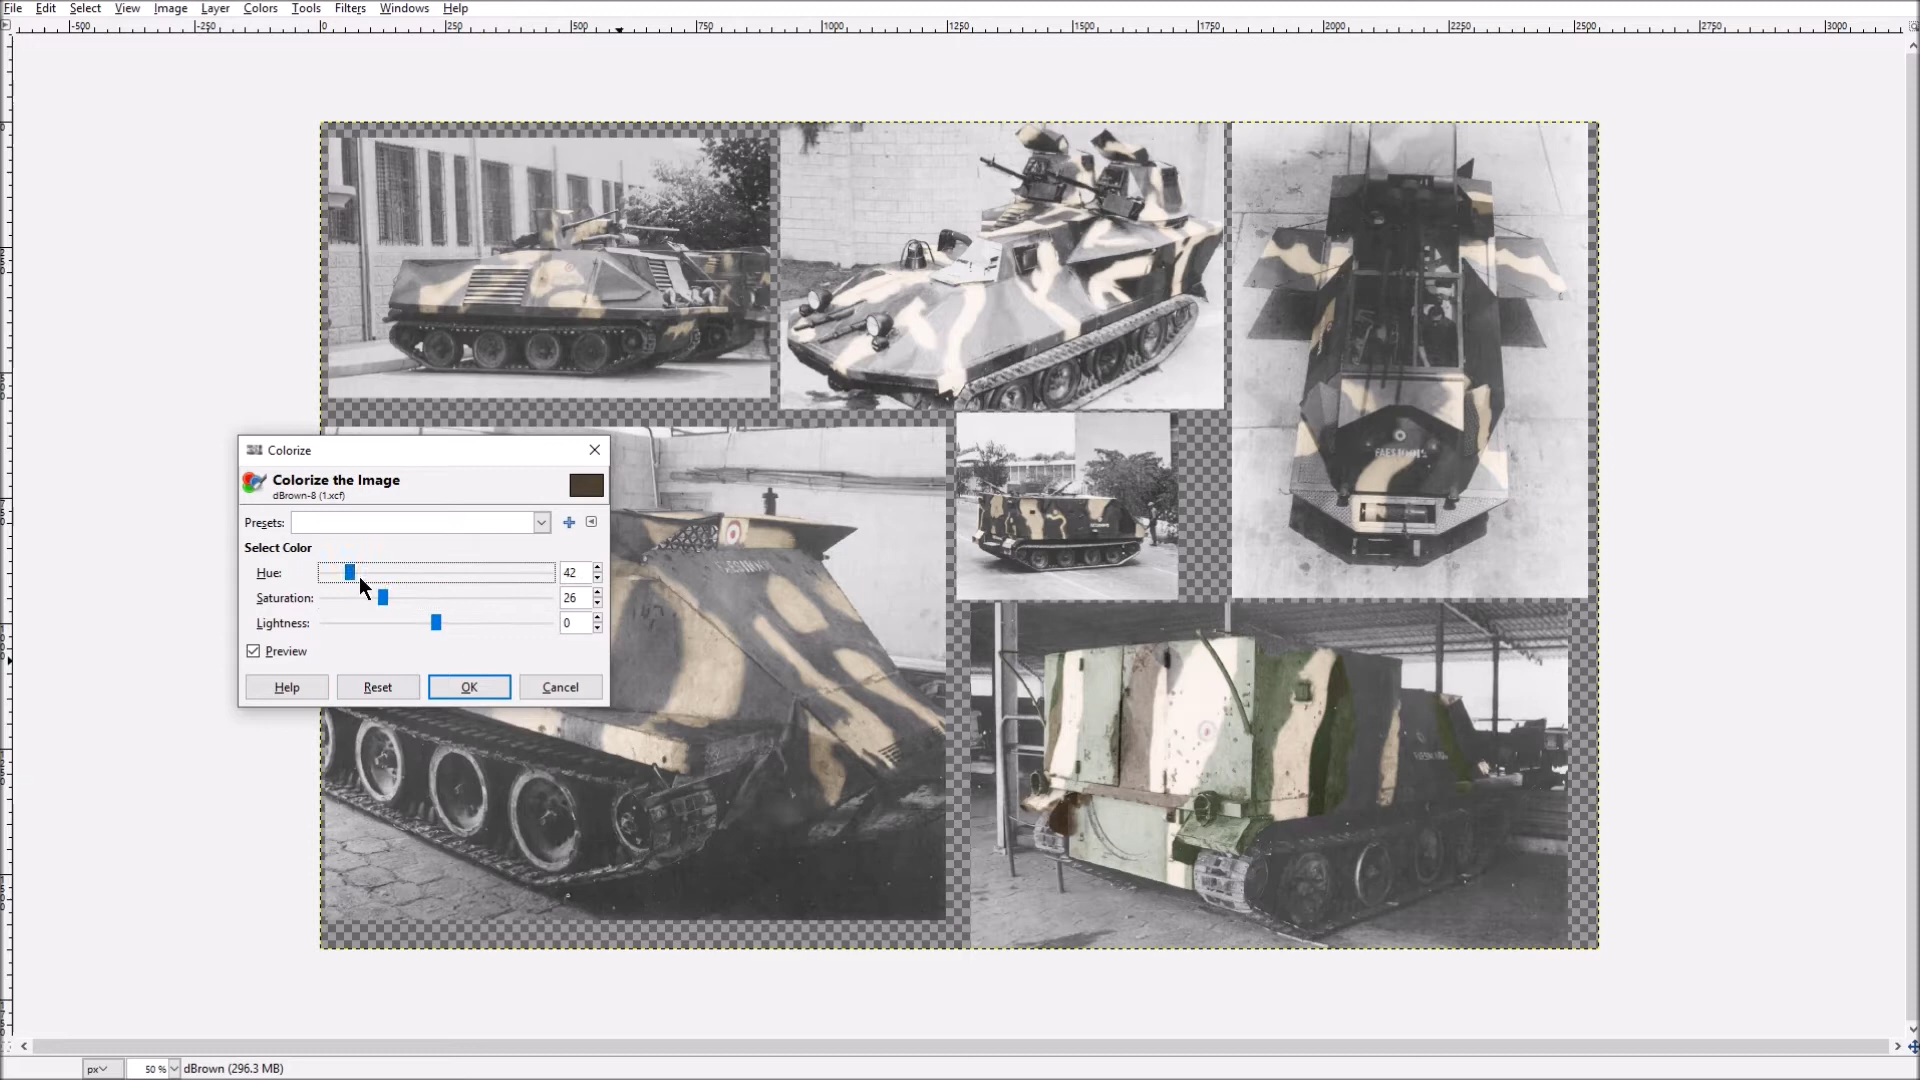 File Edit Select View Image Layer Colors Tools Filters Windows Help
-500 -250 0 250 500 750 1000 1250 1500 1750 2000 2250 2500 2750 3000
Colorize
Colorize the Image
dBrown-8 (1.xcf)
Presets:
Select Color
Hue: 42
Saturation: 26
Lightness: 0
Preview
Help Reset OK Cancel
px 50 % dBrown (296.3 MB)